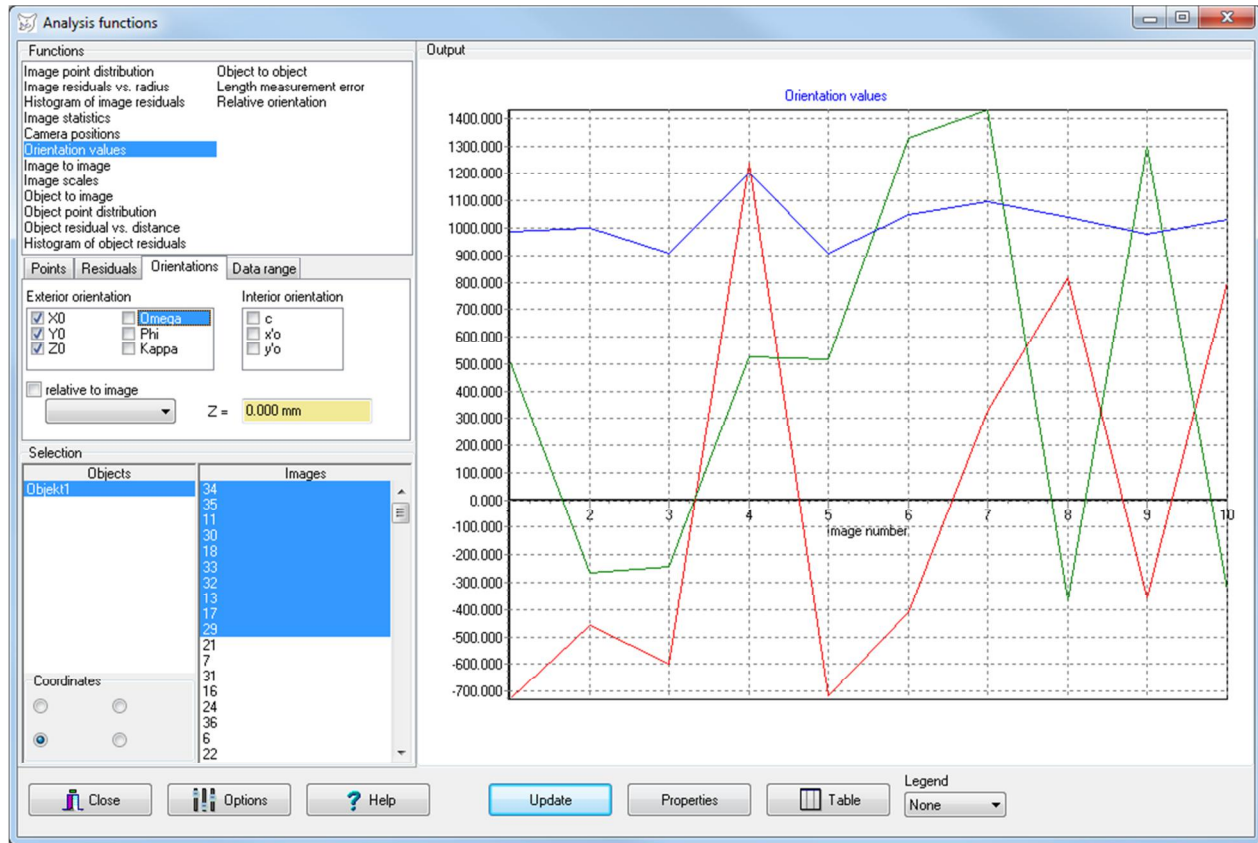 Analysis functions
Functions
Image point distribution
Image residuals vs. radius
Histogram of image residuals
Image statistics
Camera positions
Orientation values
Image to image
Image scales
Object to image
Object point distribution
Object residual vs. distance
Histogram of object residuals
Object to object
Length measurement error
Relative orientation
Points Residuals Orientations Data range
Exterior orientation
X0 Omega
Y0 Phi
Z0 Kappa
Interior orientation
c
x'o
y'o
relative to image
Z = 0.000 mm
Selection
Objects
Objekt1
Images
34
35
11
30
18
33
32
13
17
29
21
7
31
16
24
36
6
22
Coordinates
Output
Orientation values
1400.000
1300.000
1200.000
1100.000
1000.000
900.000
800.000
700.000
600.000
500.000
400.000
300.000
200.000
100.000
0.000
-100.000
-200.000
-300.000
-400.000
-500.000
-600.000
-700.000
2 3 4 5 6 7 8 9 10
image number
Close Options ? Help Update Properties Table
Legend
None